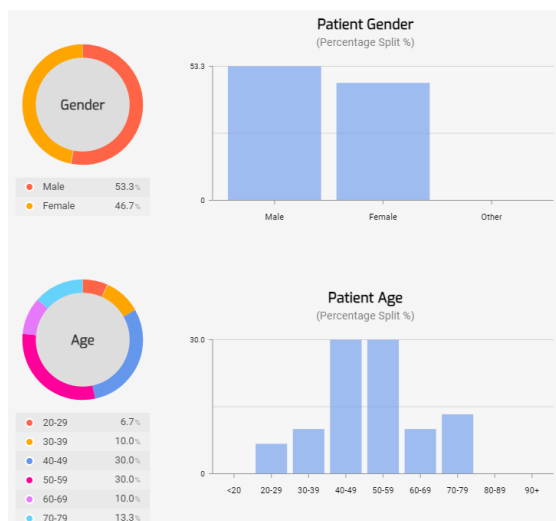 Gender
Male 53.3%
Female 46.7%
Patient Gender
(Percentage Split %)
53.3
0
Male Female Other
Age
20-29 6.7%
30-39 10.0%
40-49 30.0%
50-59 30.0%
60-69 10.0%
70-79 13.3%
Patient Age
(Percentage Split %)
30.0
0
<20 20-29 30-39 40-49 50-59 60-69 70-79 80-89 90+